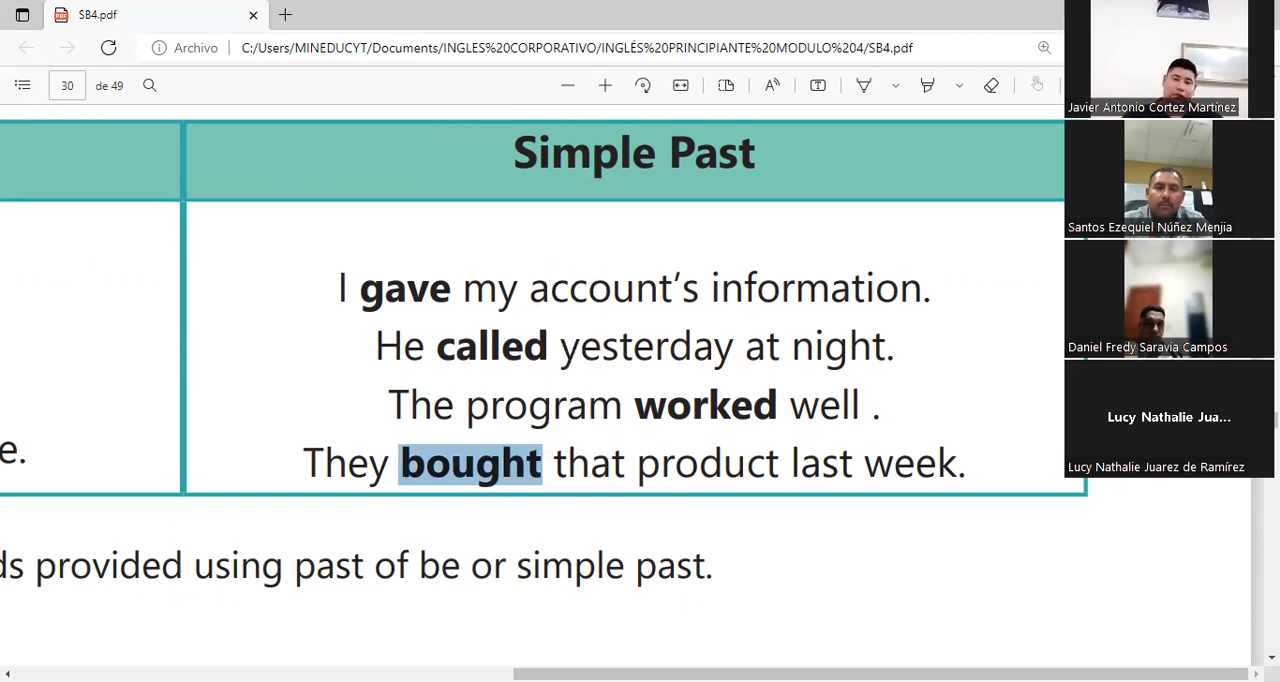 SB4.pdf
Archivo
C:/Users/MINEDUCYT/Documents/INGLES%20CORPORATIVO/INGLÉS%20PRINCIPIANTE%20MODULO%204/SB4.pdf
30 de 49
Simple Past
I gave my account’s information.
He called yesterday at night.
The program worked well .
e.
They bought that product last week.
ds provided using past of be or simple past.
Javier Antonio Cortez Martínez
Santos Ezequiel Núñez Menjia
Daniel Fredy Saravia Campos
Lucy Nathalie Jua...
Lucy Nathalie Juarez de Ramírez